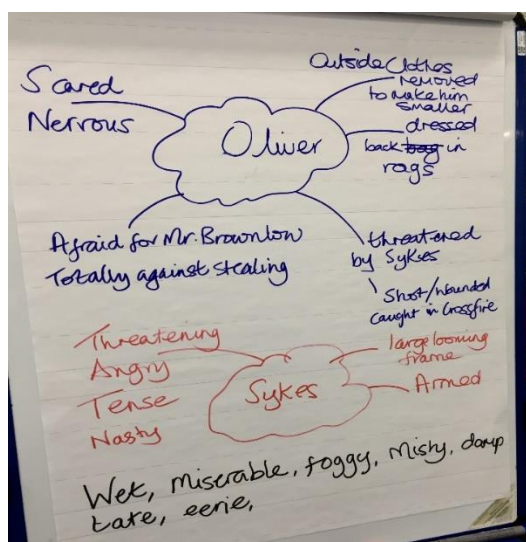 Scared
Nervous
Oliver
Outside Clothes
removed
to make him
smaller
dressed
back bag in
rags
Afraid for Mr. Brownlow
Totally against stealing
threatened
by Sykes
Shot/wounded
caught in crossfire
Threatening
Angry
Tense
Nasty
Sykes
large looming
frame
Armed
Wet, miserable, foggy, Misty, damp
Late, eerie,